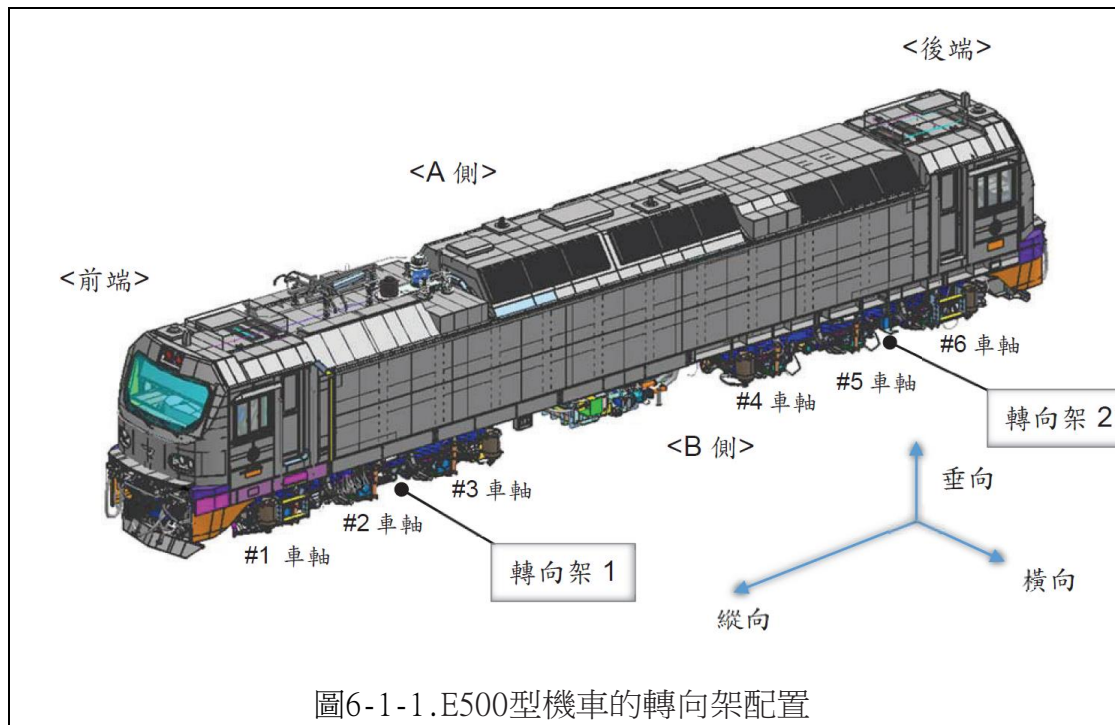 <後端>
<A 側>
<前端>
#6 車軸
#5 車軸
#4 車軸
轉向架 2
<B 側>
#3 車軸
垂向
#2 車軸
#1 車軸
轉向架 1
橫向
縱向
圖6-1-1.E500型機車的轉向架配置